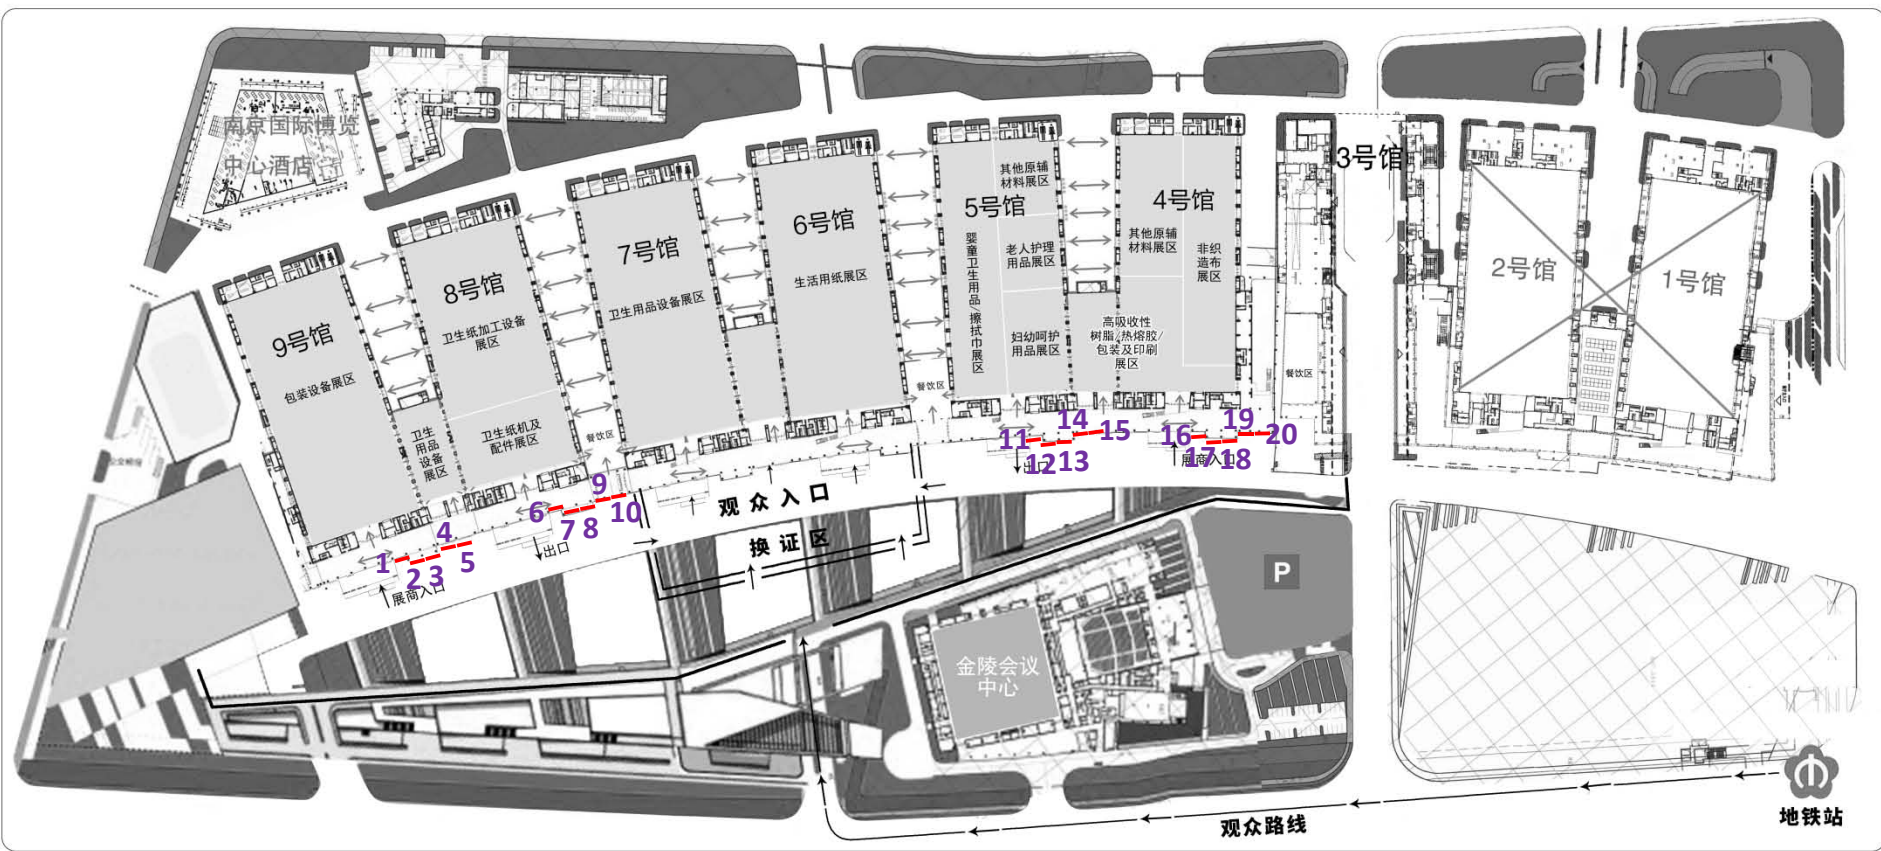 南京国际博览
中心酒店
9号馆
包装设备展区
8号馆
卫生纸加工设备
展区
卫生
用品
设备
展区
卫生纸机及
配件展区
餐饮区
7号馆
卫生用品设备展区
6号馆
生活用纸展区
餐饮区
5号馆
其他原辅
材料展区
婴童卫生用品/擦拭巾展区
老人护理
用品展区
妇幼呵护
用品展区
4号馆
其他原辅
材料展区
非织
造布
展区
高吸收性
树脂/热熔胶/
包装及印刷
展区
餐饮区
3号馆
2号馆
1号馆
1
2
3
4
5
6
7
8
9
10
11
12
13
14
15
16
17
18
19
20
展商入口
出口
观众入口
换证区
出口
展商入口
P
金陵会议
中心
观众路线
地铁站